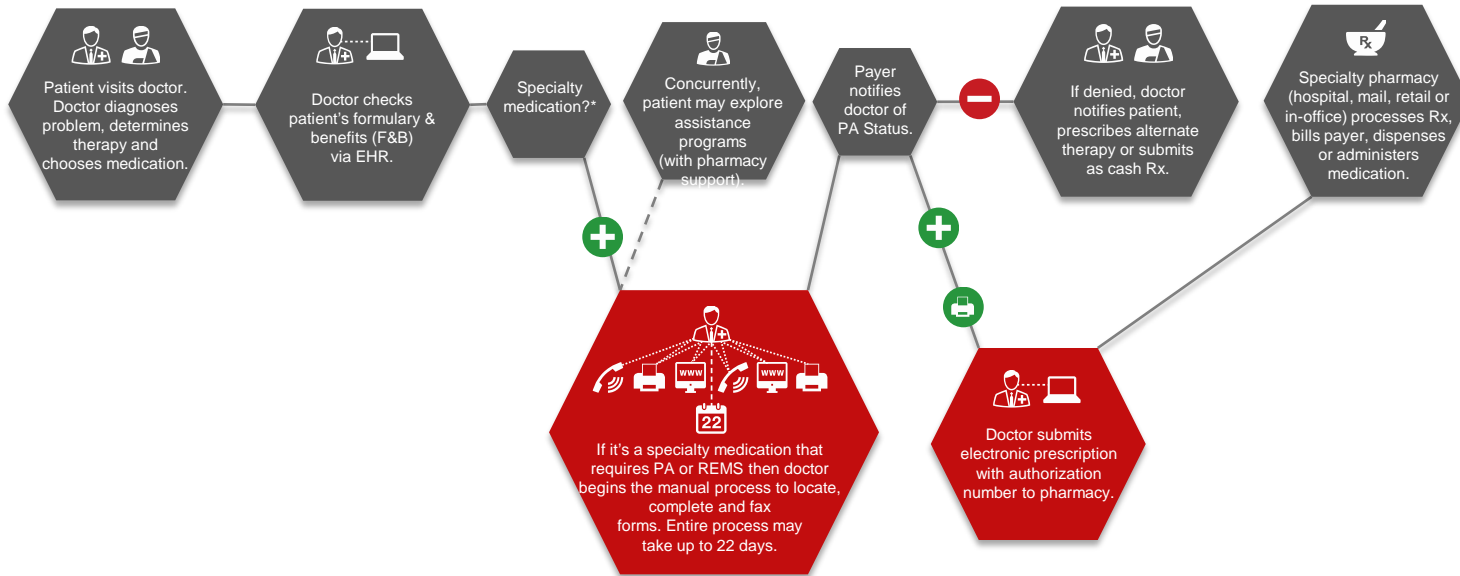 Patient visits doctor.
Doctor diagnoses
problem, determines
therapy and
chooses medication.
Doctor checks
patient's formulary &
benefits (F&B)
via EHR.
Specialty
medication?*
Concurrently,
patient may explore
assistance
programs
(with pharmacy
support).
Payer
notifies
doctor of
PA Status.
If denied, doctor
notifies patient,
prescribes alternate
therapy or submits
as cash Rx.
Rx
Specialty pharmacy
(hospital, mail, retail or
in-office) processes Rx,
bills payer, dispenses
or administers
medication.
www
www
22
If it's a specialty medication that
requires PA or REMS then doctor
begins the manual process to locate,
complete and fax
forms. Entire process may
take up to 22 days.
Doctor submits
electronic prescription
with authorization
number to pharmacy.